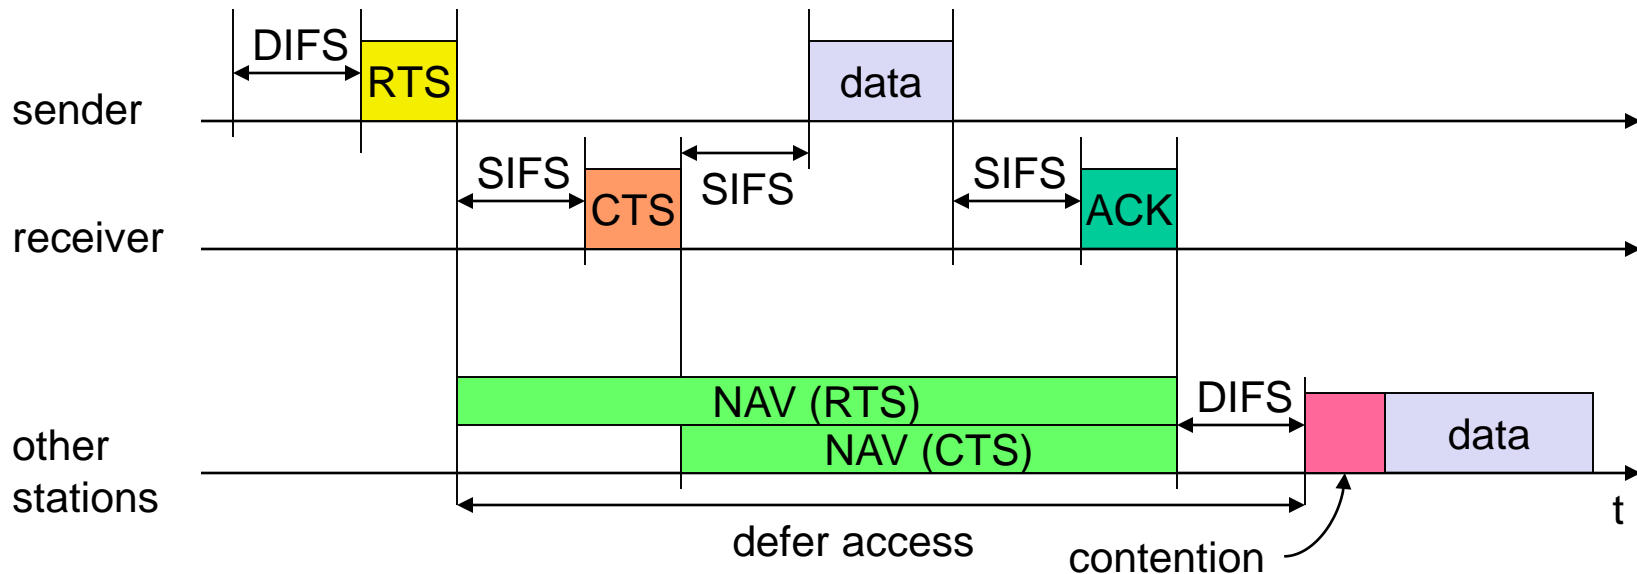 DIFS
RTS
data
sender
SIFS
CTS
SIFS
SIFS
ACK
receiver
NAV (RTS)
DIFS
NAV (CTS)
data
other
stations
t
defer access
contention